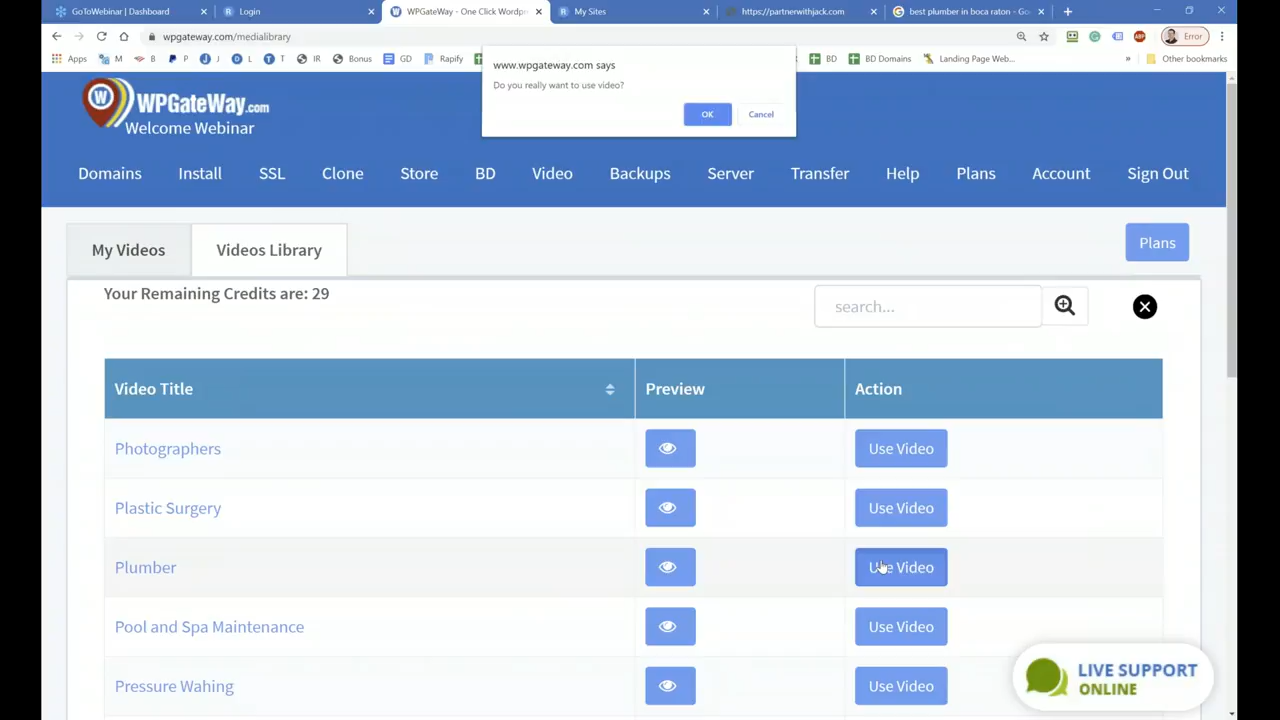 GoToWebinar | Dashboard
Login
WPGateWay - One Click Wordpr
My Sites
https://partnerwithjack.com
best plumber in boca raton - Go
wpgateway.com/medialibrary
Error
Apps
M
B
P
J
L
T
IR
Bonus
GD
Rapify
BD
BD Domains
Landing Page Web...
Other bookmarks
www.wpgateway.com says
Do you really want to use video?
OK
Cancel
WPGateWay.com
Welcome Webinar
Domains
Install
SSL
Clone
Store
BD
Video
Backups
Server
Transfer
Help
Plans
Account
Sign Out
My Videos
Videos Library
Plans
Your Remaining Credits are: 29
search...
Video Title
Preview
Action
Photographers
Use Video
Plastic Surgery
Use Video
Plumber
Use Video
Pool and Spa Maintenance
Use Video
Pressure Wahing
Use Video
LIVE SUPPORT
ONLINE